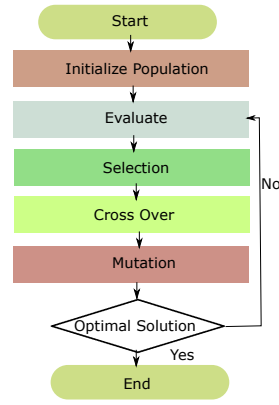 Start
Initialize Population
Evaluate
Selection
No
Cross Over
Mutation
Optimal Solution
Yes
End